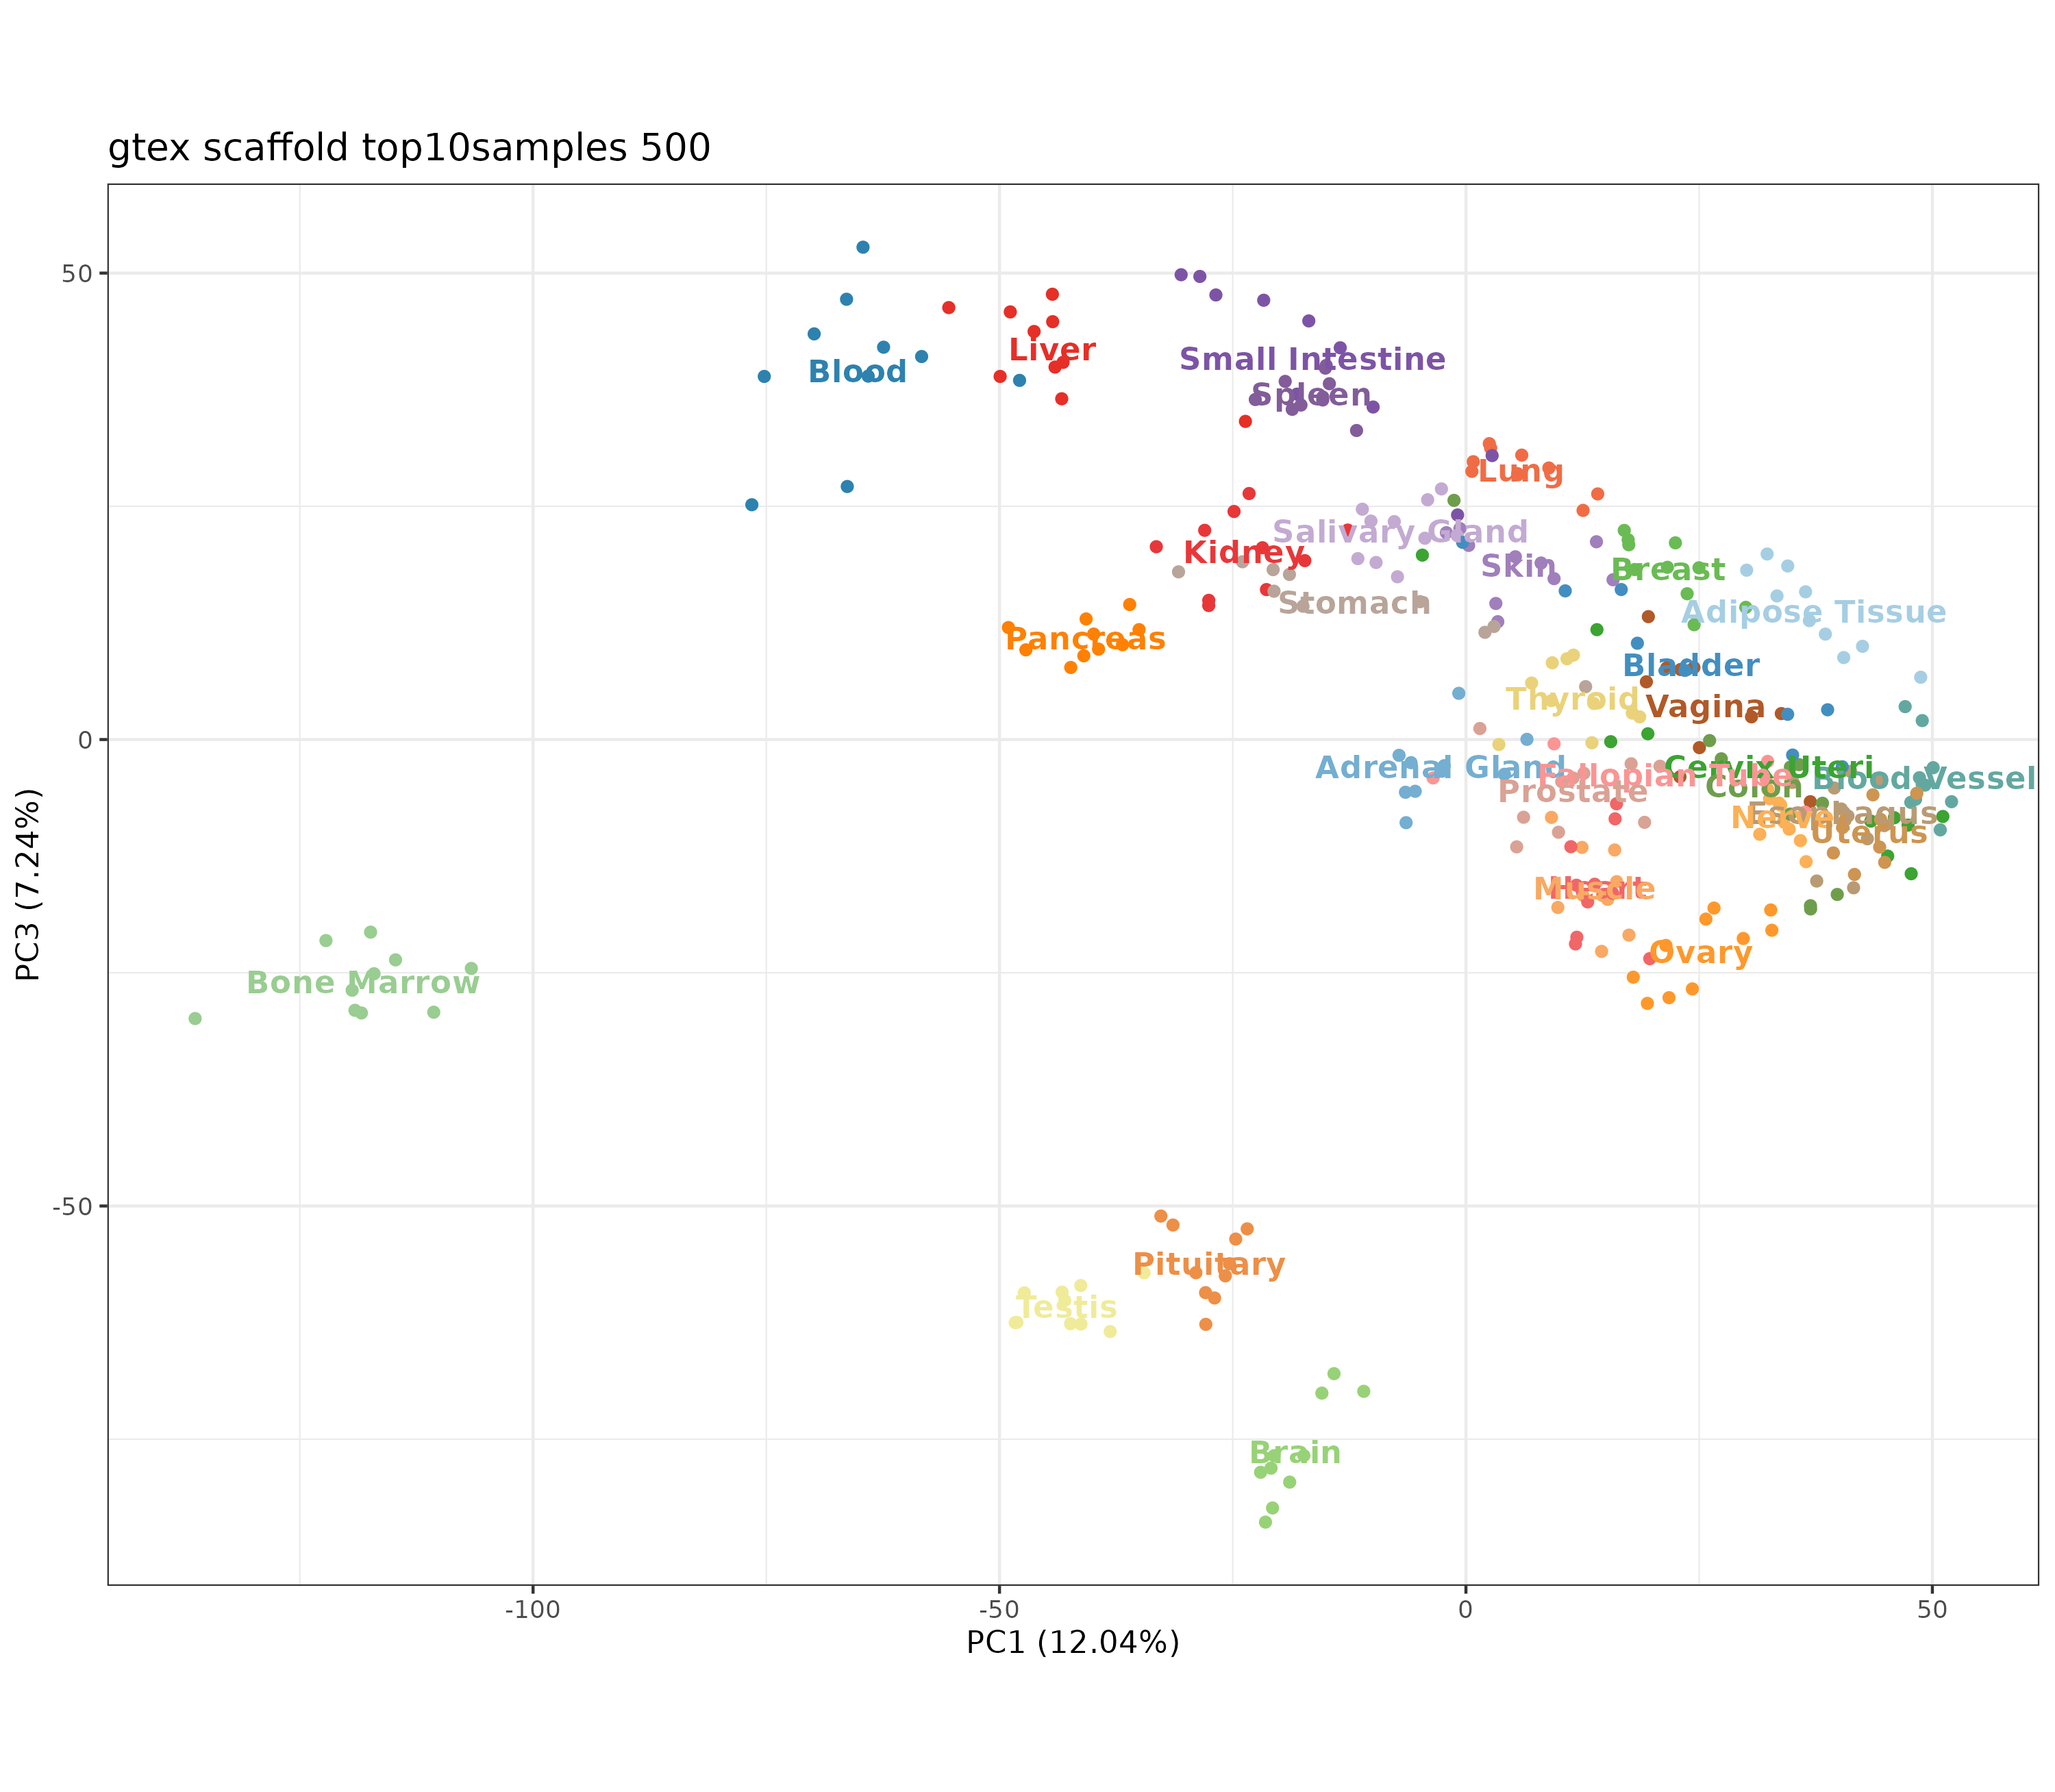 gtex scaffold top10samples 500
50
Liver
Small Intestine
Blood
Spleen
Lung
Salivary Gland
Kidney
Skin
Breast
Stomach
Adipose Tissue
Pancreas
Bladder
Thyroid
Vagina
0
Adrenal Gland
Cervix Uteri
Fallopian Tube
Blood Vessel
Colon
Prostate
Esophagus
Nerve
Uterus
Heart
Muscle
PC3 (7.24%)
Ovary
Bone Marrow
-50
Pituitary
Testis
Brain
-100
-50
0
50
PC1 (12.04%)